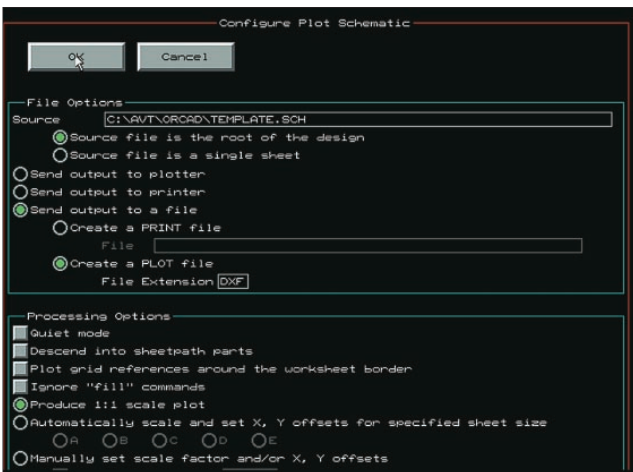 Configure Plot Schematic
OK Cancel
File Options
Source C:\AVT\ORCAD\TEMPLATE.SCH
Source file is the root of the design
Source file is a single sheet
Send output to plotter
Send output to printer
Send output to a file
Create a PRINT file
File
Create a PLOT file
File Extension DXF
Processing Options
Quiet mode
Descend into sheetpath parts
Plot grid references around the worksheet border
Ignore "fill" commands
Produce 1:1 scale plot
Automatically scale and set X, Y offsets for specified sheet size
A B C D E
Manually set scale factor and/or X, Y offsets